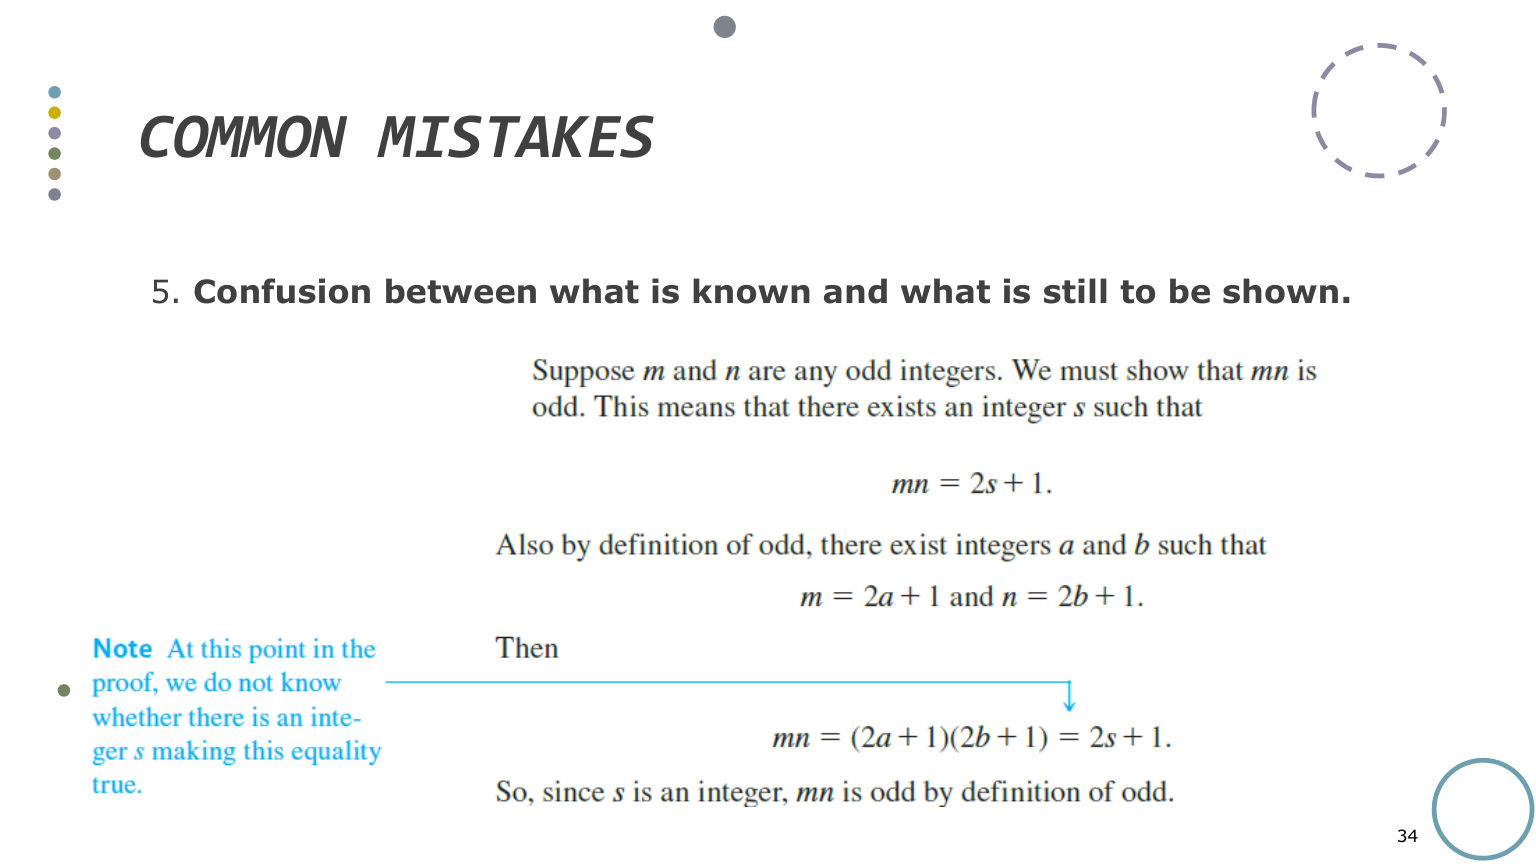 COMMON MISTAKES
5. Confusion between what is known and what is still to be shown.
Suppose m and n are any odd integers. We must show that mn is
odd. This means that there exists an integer s such that
mn = 2s + 1.
Also by definition of odd, there exist integers a and b such that
m = 2a + 1 and n = 2b + 1.
Then
Note At this point in the
proof, we do not know
whether there is an inte-
ger s making this equality
true.
mn = (2a + 1)(2b + 1) = 2s + 1.
So, since s is an integer, mn is odd by definition of odd.
34